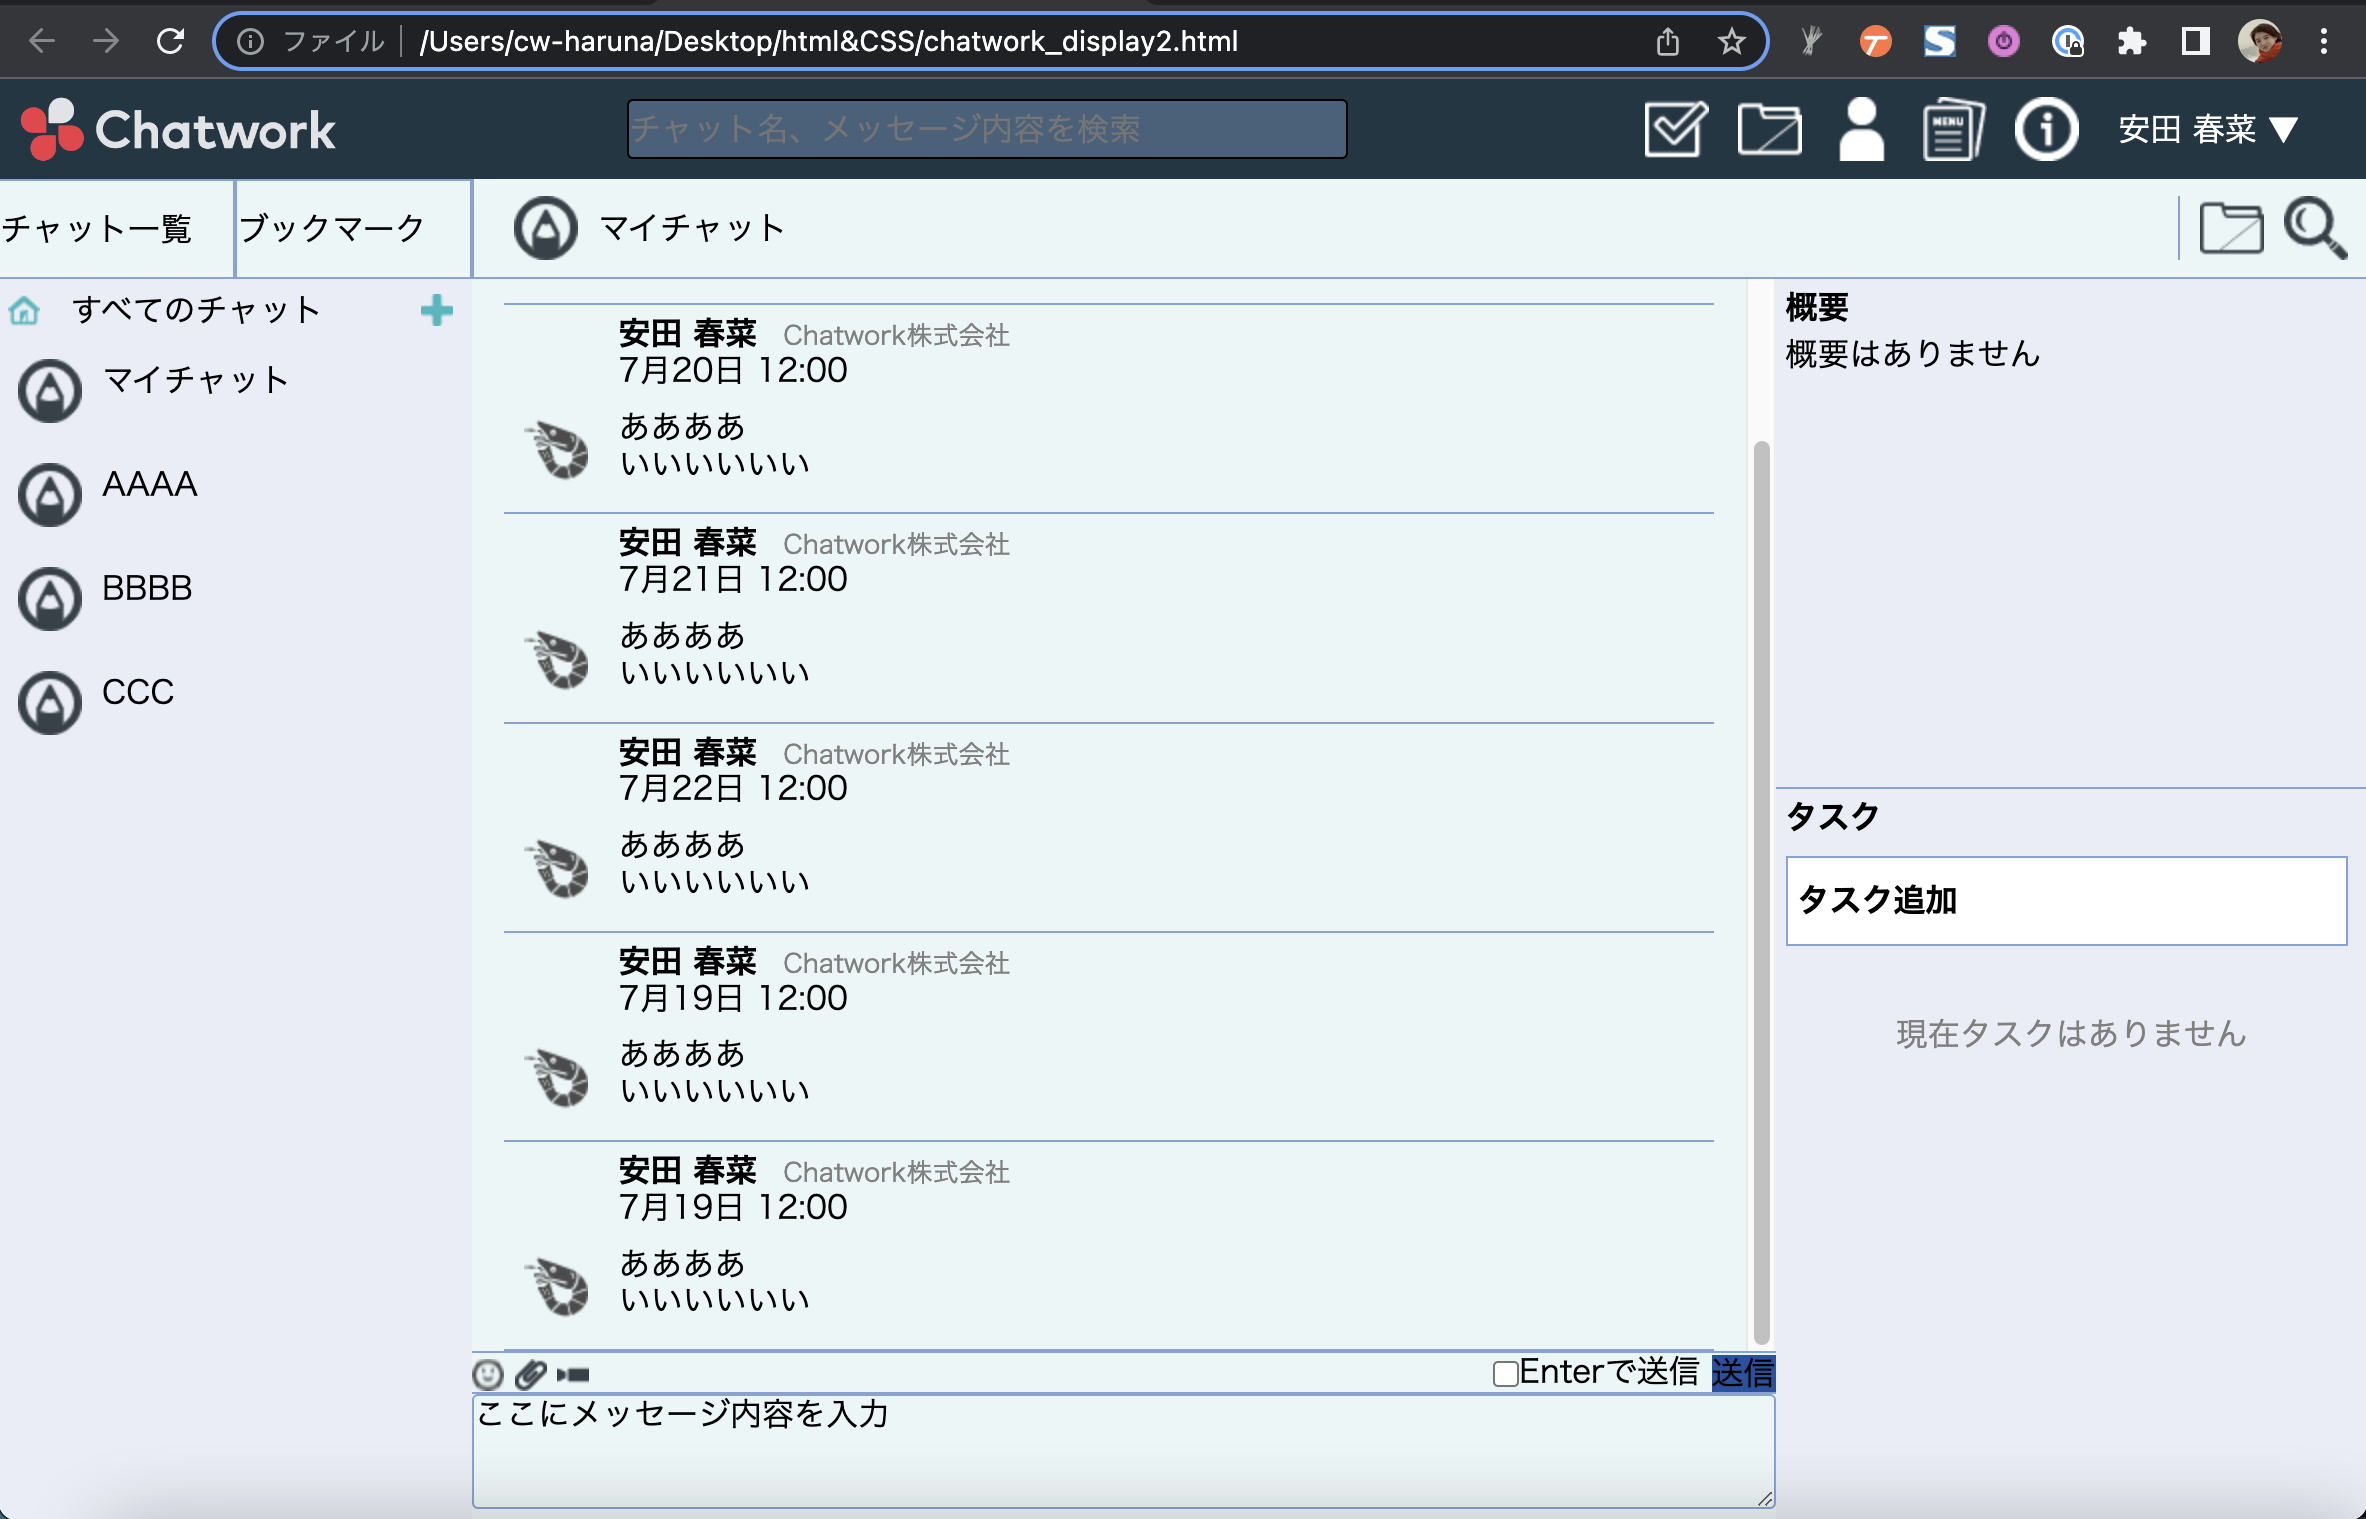 ファイル /Users/cw-haruna/Desktop/html&CSS/chatwork_display2.html
Chatwork
チャット名、メッセージ内容を検索
MENU
安田 春菜 ▼
チャット一覧
ブックマーク
マイチャット
すべてのチャット
マイチャット
AAAA
BBBB
CCC
安田 春菜 Chatwork株式会社
7月20日 12:00
ああああ
いいいいいい
安田 春菜 Chatwork株式会社
7月21日 12:00
ああああ
いいいいいい
安田 春菜 Chatwork株式会社
7月22日 12:00
ああああ
いいいいいい
安田 春菜 Chatwork株式会社
7月19日 12:00
ああああ
いいいいいい
安田 春菜 Chatwork株式会社
7月19日 12:00
ああああ
いいいいいい
Enterで送信 送信
ここにメッセージ内容を入力
概要
概要はありません
タスク
タスク追加
現在タスクはありません